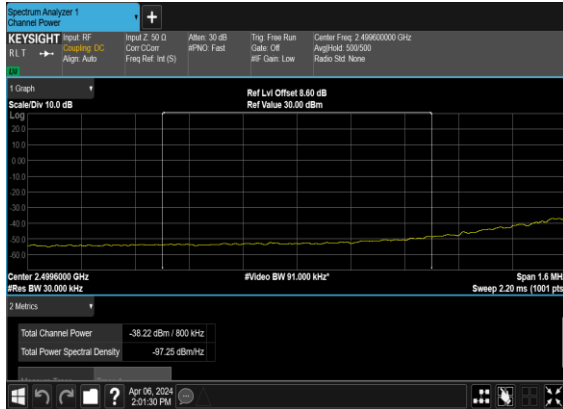 Spectrum Analyzer 1
Channel Power
+
KEYSIGHT
RLT
Input: RF
Coupling: DC
Align: Auto
Input Z: 50 Ω
Corr CCorr
Freq Ref: Int (S)
Atten: 30 dB
#PNO: Fast
Trig: Free Run
Gate: Off
#IF Gain: Low
Center Freq: 2.499600000 GHz
Avg|Hold: 500/500
Radio Std: None
1 Graph
Scale/Div 10.0 dB
Ref Lvl Offset 8.60 dB
Ref Value 30.00 dBm
Log
20.0
10.0
0.00
-10.0
-20.0
-30.0
-40.0
-50.0
-60.0
Center 2.4996000 GHz
#Res BW 30.000 kHz
#Video BW 91.000 kHz*
Span 1.6 MH
Sweep 2.20 ms (1001 pts
2 Metrics
Total Channel Power -38.22 dBm / 800 kHz
Total Power Spectral Density -97.25 dBm/Hz
?
Apr 06, 2024
2:01:30 PM